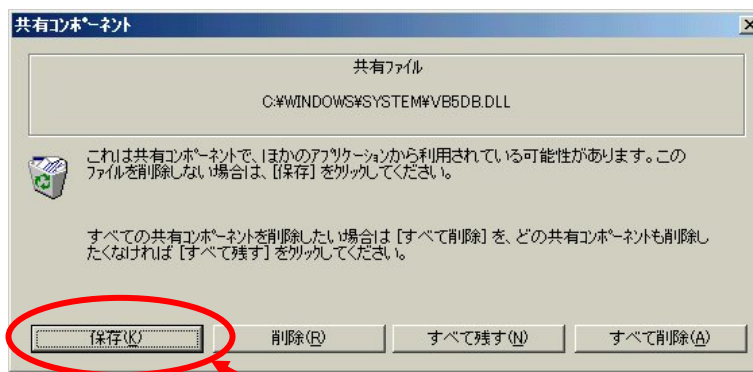 共有コンポーネント
共有ファイル
C:¥WINDOWS¥SYSTEM¥VB5DB.DLL
これは共有コンポーネントで、ほかのアプリケーションから利用されている可能性があります。この
ファイルを削除しない場合は、[保存] をクリックしてください。
すべての共有コンポーネントを削除したい場合は [すべて削除] を、どの共有コンポーネントも削除し
たくなければ [すべて残す] をクリックしてください。
保存(K) 削除(R) すべて残す(N) すべて削除(A)